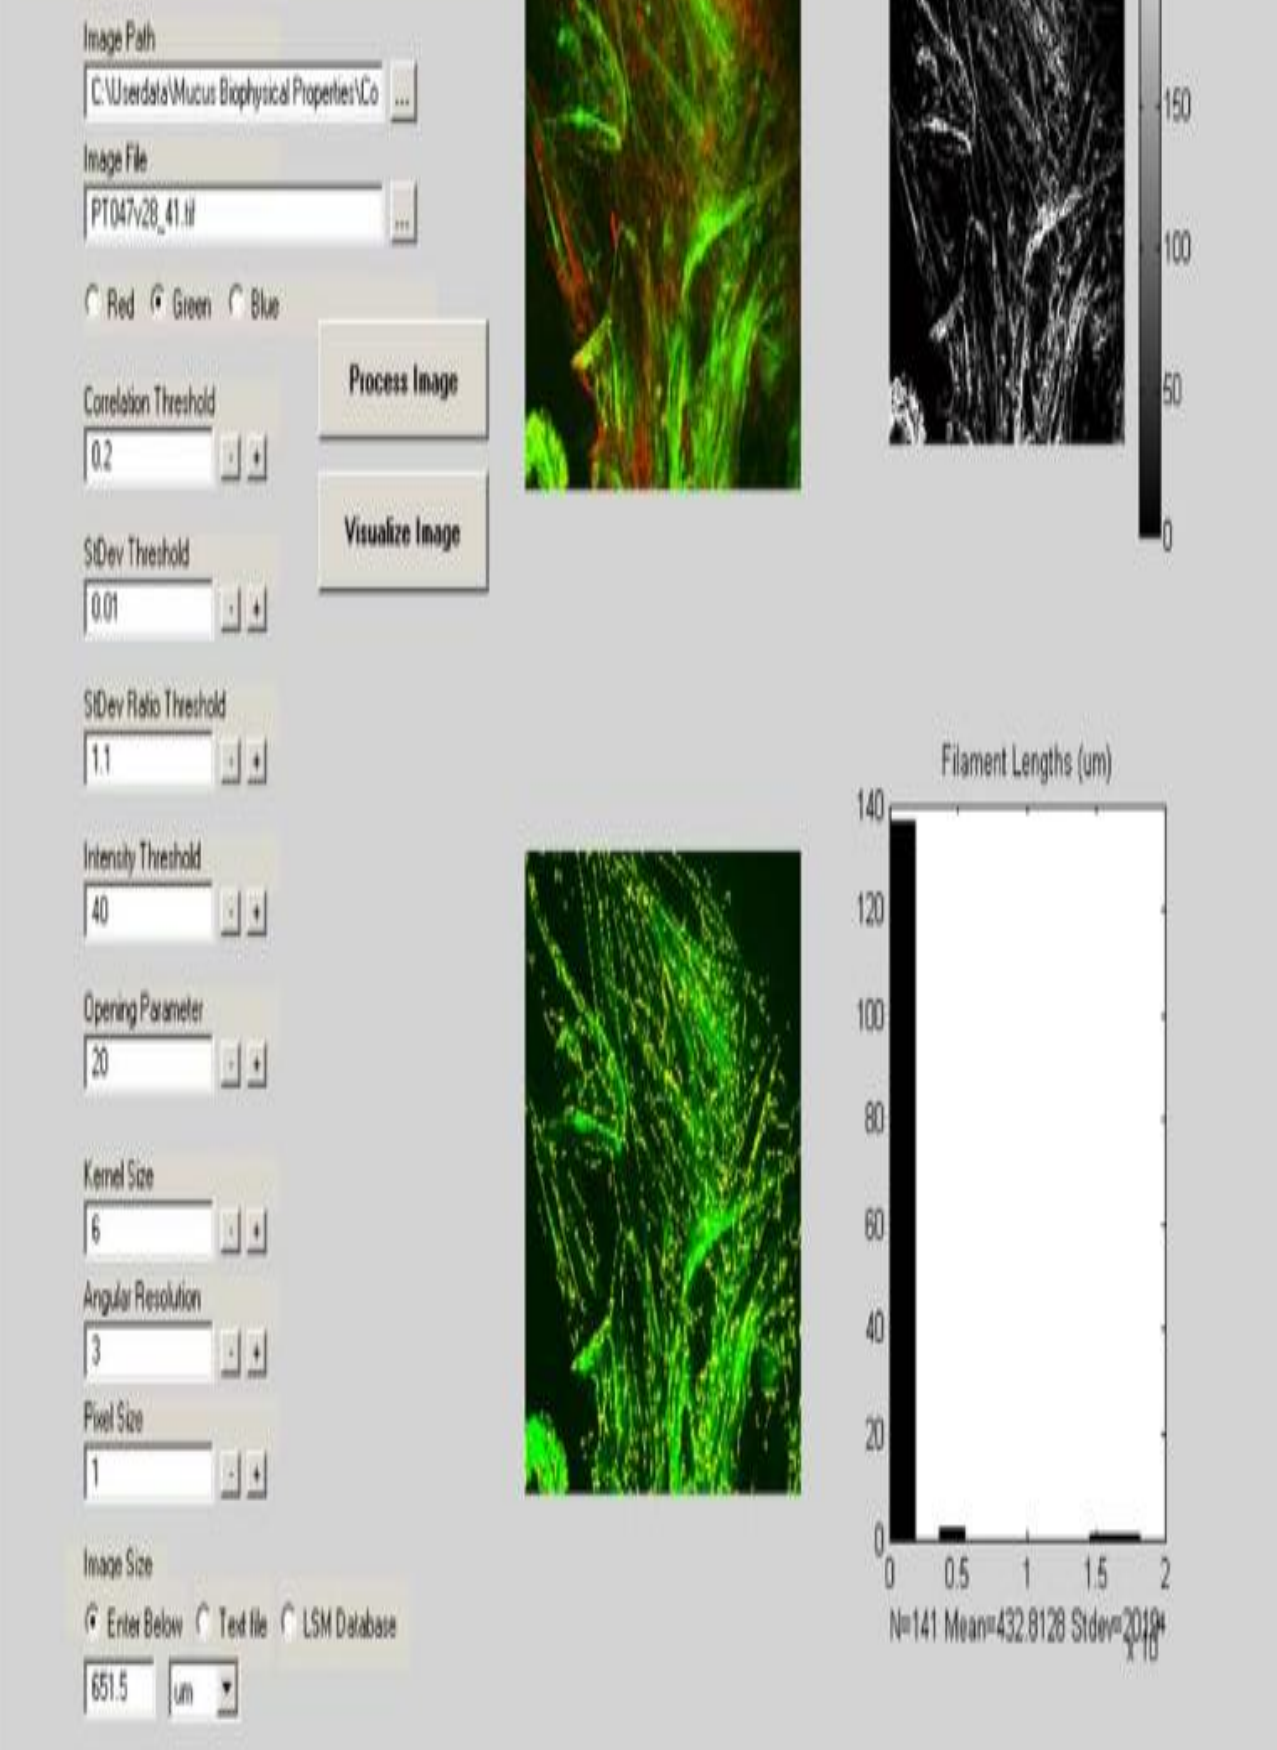 Image Path
C:\Userdata\Mucus Biophysical Properties\Co
...
Image File
PT047v28_41.tif
...
Red Green Blue
Process Image
Correlation Threshold
0.2
- +
Visualize Image
StDev Threshold
0.01
- +
StDev Ratio Threshold
1.1
- +
Intensity Threshold
40
- +
Opening Parameter
20
- +
Kernel Size
6
- +
Angular Resolution
3
- +
Pixel Size
1
- +
Image Size
Enter Below Text file LSM Database
651.5 um
150
100
50
0
Filament Lengths (um)
140
120
100
80
60
40
20
0
0 0.5 1 1.5 2
N=141 Mean=432.8128 
x 10